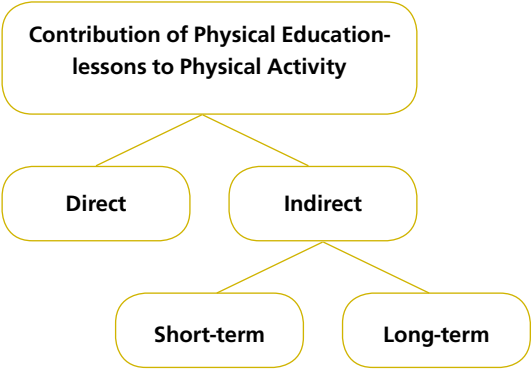 Contribution of Physical Education-
lessons to Physical Activity
Direct
Indirect
Short-term
Long-term